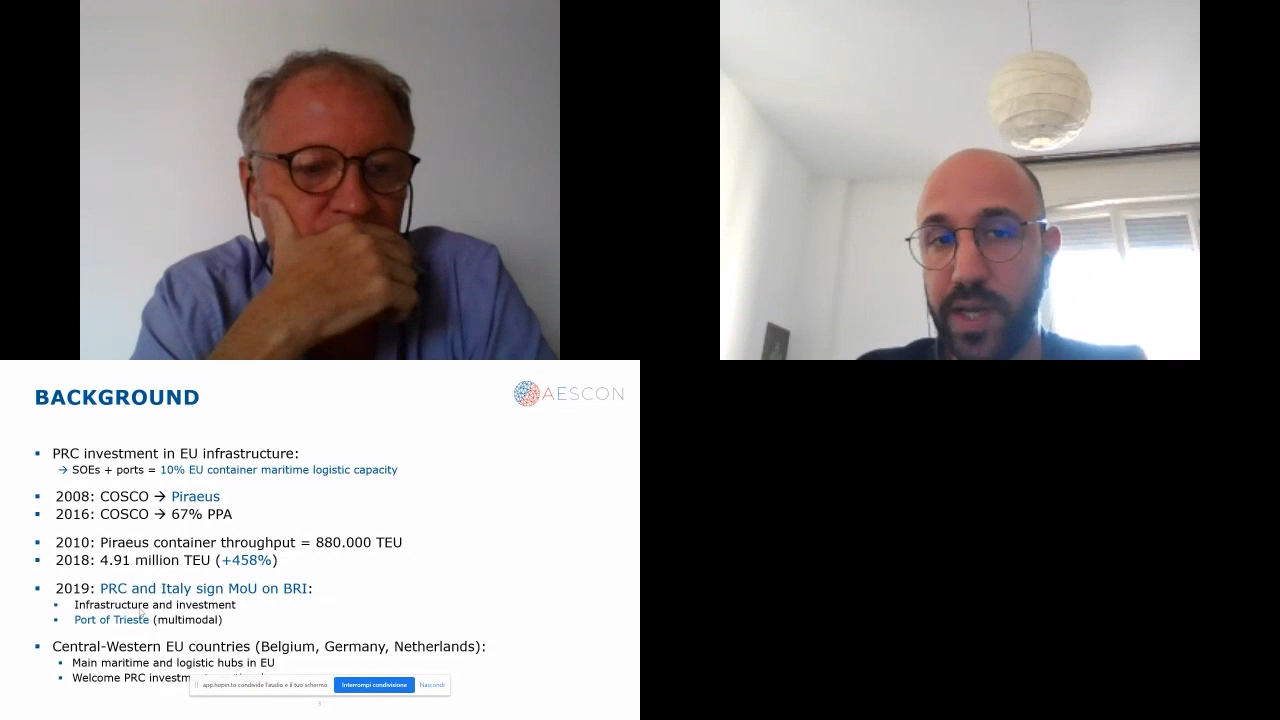 BACKGROUND
AESCON
▪ PRC investment in EU infrastructure:
→ SOEs + ports = 10% EU container maritime logistic capacity
▪ 2008: COSCO → Piraeus
▪ 2016: COSCO → 67% PPA
▪ 2010: Piraeus container throughput = 880.000 TEU
▪ 2018: 4.91 million TEU (+458%)
▪ 2019: PRC and Italy sign MoU on BRI:
▪ Infrastructure and investment
▪ Port of Trieste (multimodal)
▪ Central-Western EU countries (Belgium, Germany, Netherlands):
▪ Main maritime and logistic hubs in EU
▪ Welcome PRC
app.hopin.to condivide l'audio e il tuo schermo. Interrompi condivisione Nascondi
3